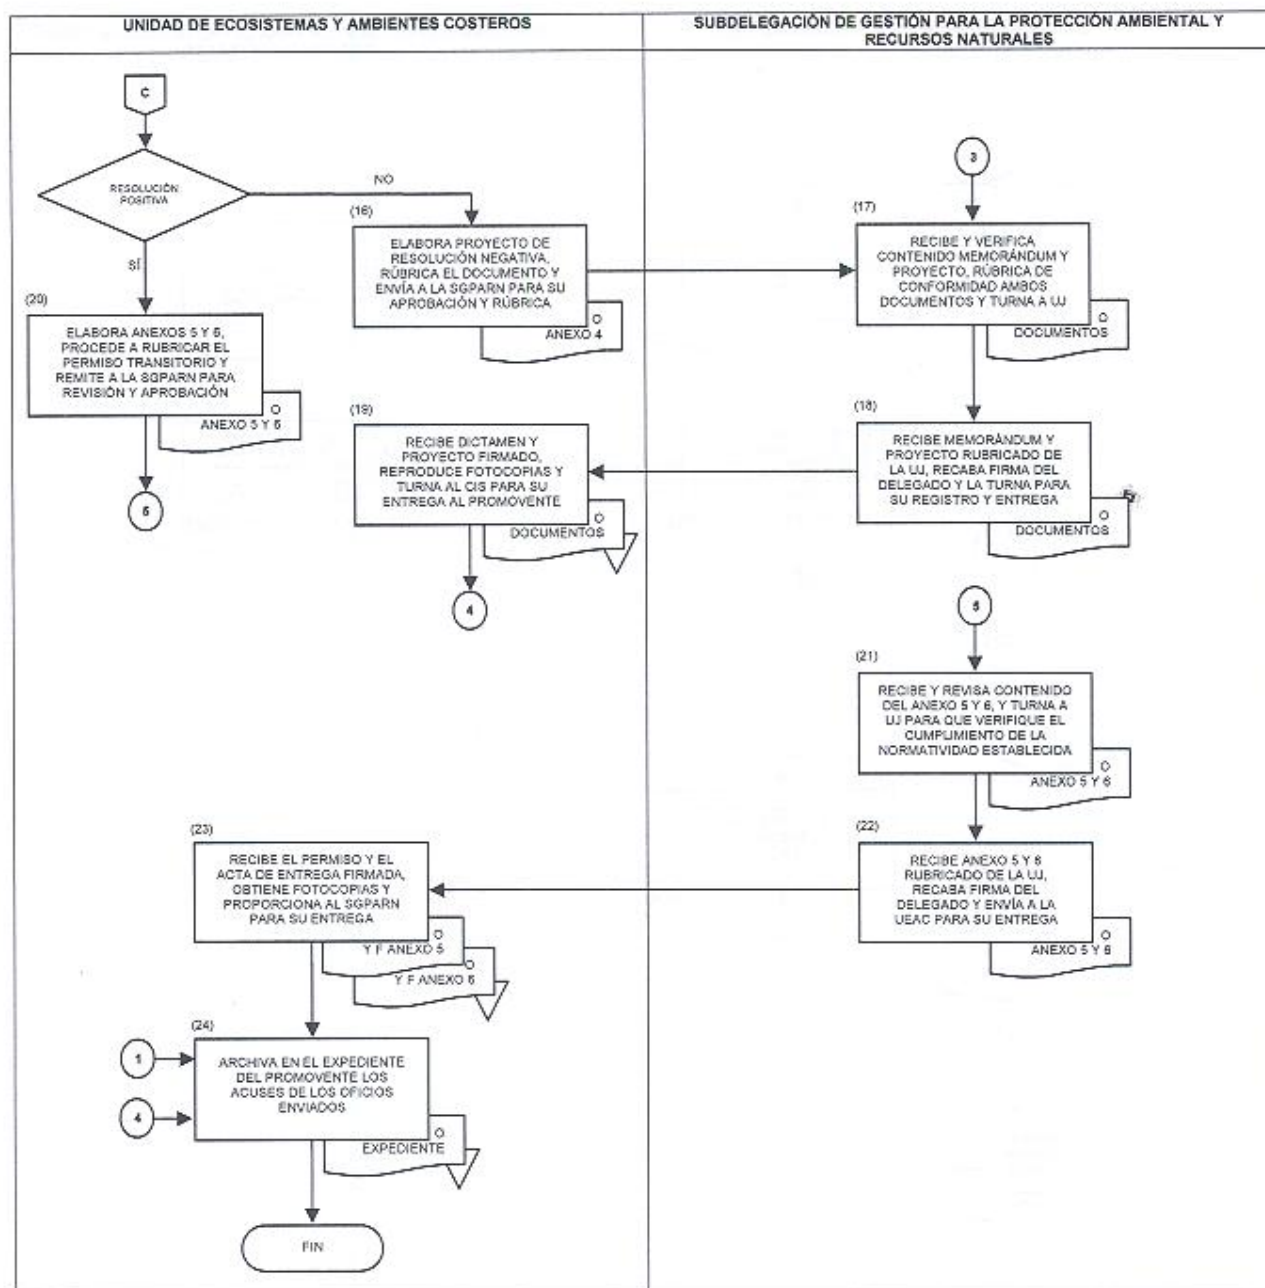 UNIDAD DE ECOSISTEMAS Y AMBIENTES COSTEROS
SUBDELEGACIÓN DE GESTIÓN PARA LA PROTECCIÓN AMBIENTAL Y
RECURSOS NATURALES
C
RESOLUCIÓN
POSITIVA
NO
SÍ
(16)
ELABORA PROYECTO DE
RESOLUCIÓN NEGATIVA,
RÚBRICA EL DOCUMENTO Y
ENVÍA A LA SGPARN PARA SU
APROBACIÓN Y RÚBRICA
O
ANEXO 4
3
(17)
RECIBE Y VERIFICA
CONTENIDO MEMORÁNDUM Y
PROYECTO, RÚBRICA DE
CONFORMIDAD AMBOS
DOCUMENTOS Y TURNA A UJ
O
DOCUMENTOS
(20)
ELABORA ANEXOS 5 Y 6,
PROCEDE A RUBRICAR EL
PERMISO TRANSITORIO Y
REMITE A LA SGPARN PARA
REVISIÓN Y APROBACIÓN
O
ANEXO 5 Y 6
5
(19)
RECIBE DICTAMEN Y
PROYECTO FIRMADO,
REPRODUCE FOTOCOPIAS Y
TURNA AL CIS PARA SU
ENTREGA AL PROMOVENTE
O
DOCUMENTOS
4
(18)
RECIBE MEMORÁNDUM Y
PROYECTO RUBRICADO DE
LA UJ, RECABA FIRMA DEL
DELEGADO Y LA TURNA PARA
SU REGISTRO Y ENTREGA
O
DOCUMENTOS
5
(21)
RECIBE Y REVISA CONTENIDO
DEL ANEXO 5 Y 6, Y TURNA A
UJ PARA QUE VERIFIQUE EL
CUMPLIMIENTO DE LA
NORMATIVIDAD ESTABLECIDA
O
ANEXO 5 Y 6
(23)
RECIBE EL PERMISO Y EL
ACTA DE ENTREGA FIRMADA,
OBTIENE FOTOCOPIAS Y
PROPORCIONA AL SGPARN
PARA SU ENTREGA
O
Y F ANEXO 5
O
Y F ANEXO 6
(22)
RECIBE ANEXO 5 Y 6
RUBRICADO DE LA UJ,
RECABA FIRMA DEL
DELEGADO Y ENVÍA A LA
UEAC PARA SU ENTREGA
O
ANEXO 5 Y 6
(24)
1
4
ARCHIVA EN EL EXPEDIENTE
DEL PROMOVENTE LOS
ACUSES DE LOS OFICIOS
ENVIADOS
O
EXPEDIENTE
FIN